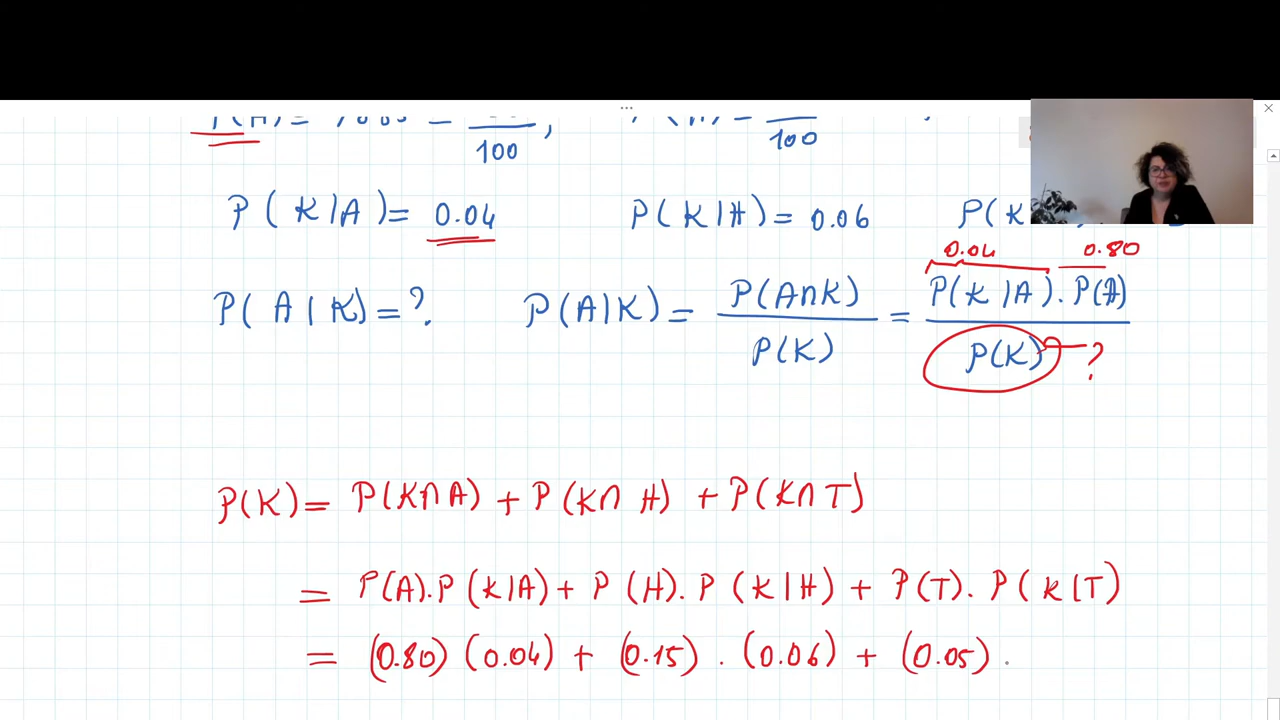 100 , 100
P ( K | A ) = 0.04 P ( K | H ) = 0.06 P( K
0.04 0.80
P( A | K ) = ? . P ( A | K ) = P ( A ∩ K ) / P ( K ) = P ( K | A ) . P ( A ) / P ( K ) ?
P ( K ) = P ( K ∩ A ) + P ( K ∩ H ) + P ( K ∩ T )
= P ( A ) . P ( K | A ) + P ( H ) . P ( K | H ) + P ( T ) . P ( K | T )
= (0.80) (0.04) + (0.15) . (0.06) + (0.05) .